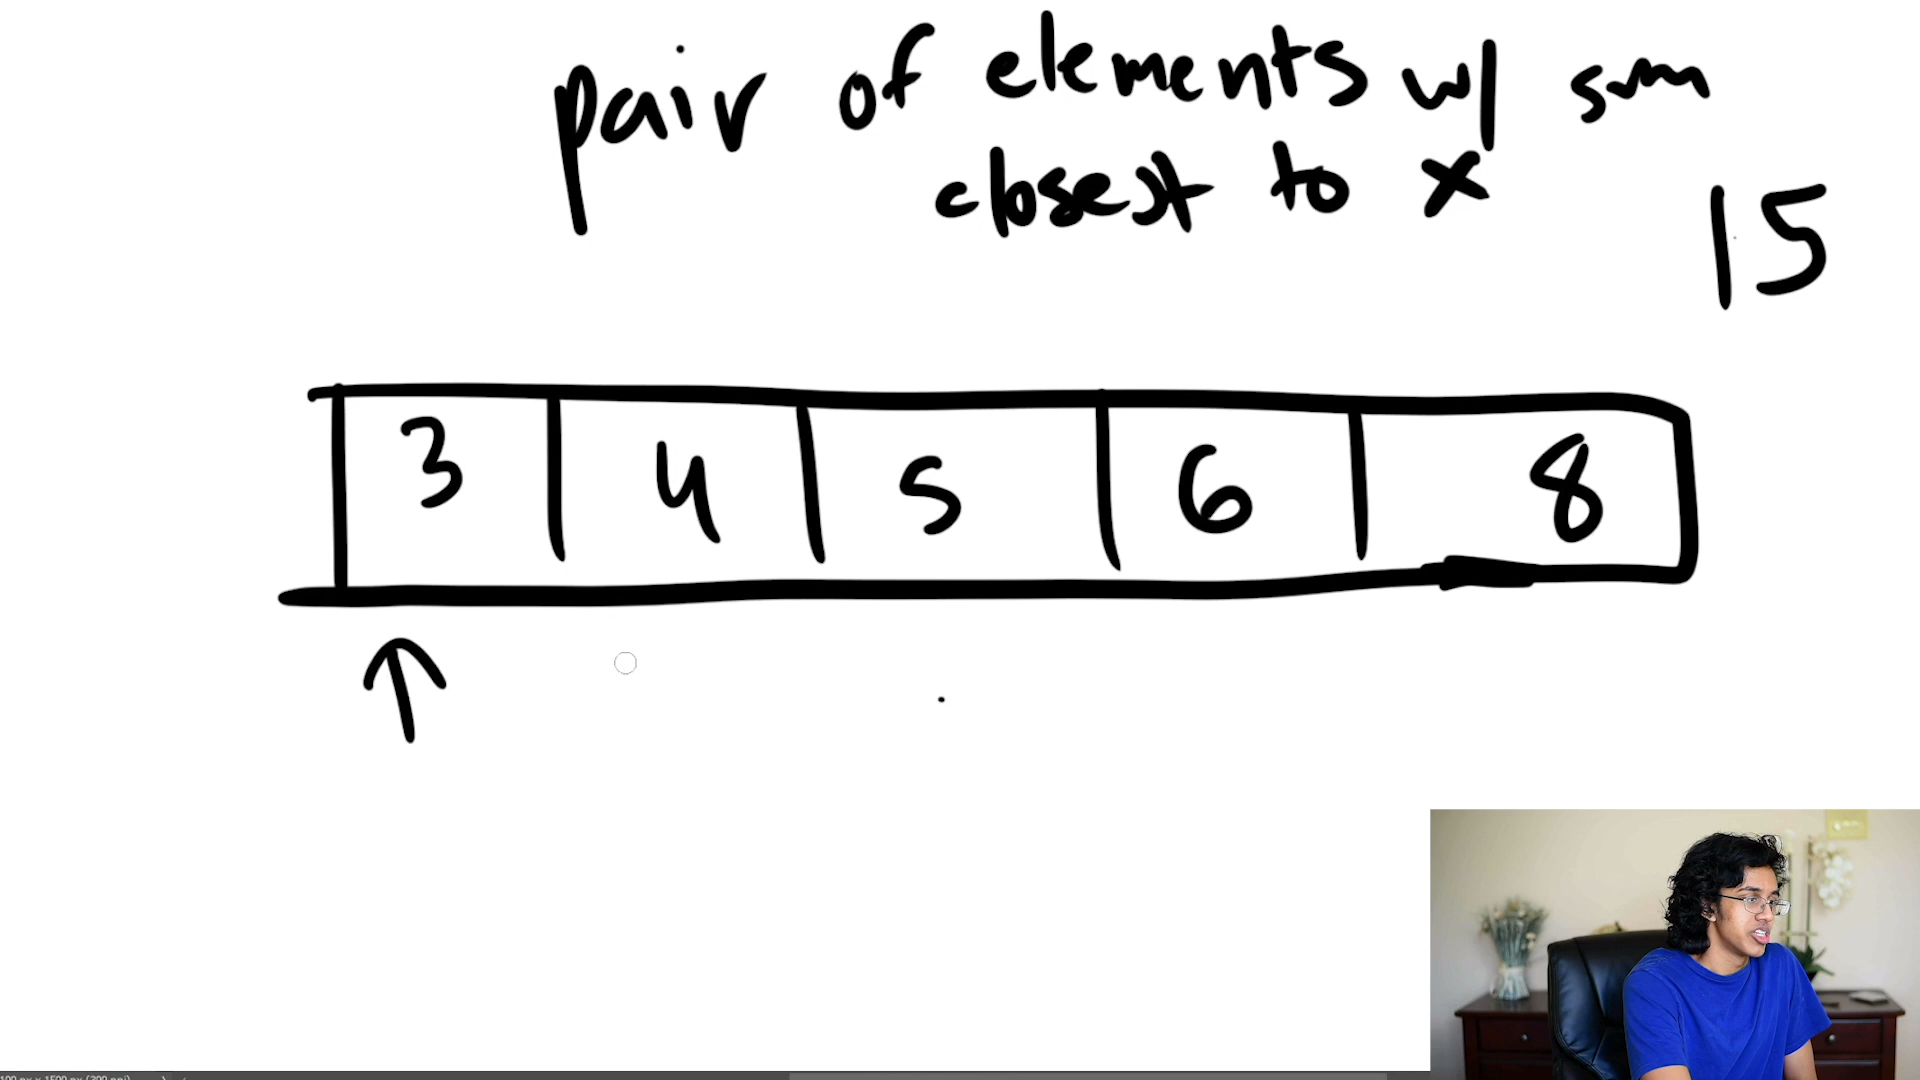 pair of elements w/ sum
closest to x
15
3 4 5 6 8